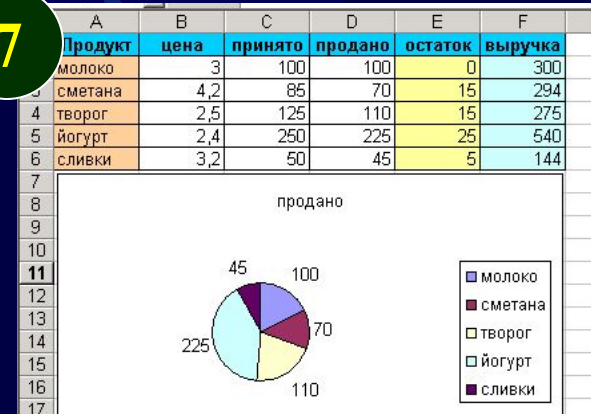 7
A B C D E F
Продукт цена принято продано остаток выручка
молоко 3 100 100 0 300
3 сметана 4,2 85 70 15 294
4 творог 2,5 125 110 15 275
5 йогурт 2,4 250 225 25 540
6 сливки 3,2 50 45 5 144
7
8
9
10
11
12
13
14
15
16
17
продано
45
100
70
225
110
молоко
сметана
творог
йогурт
сливки